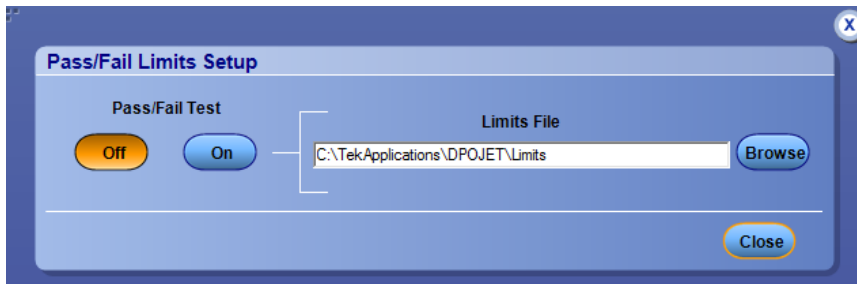 X
Pass/Fail Limits Setup
Pass/Fail Test
Limits File
Off
On
C:\TekApplications\DPOJET\Limits
Browse
Close